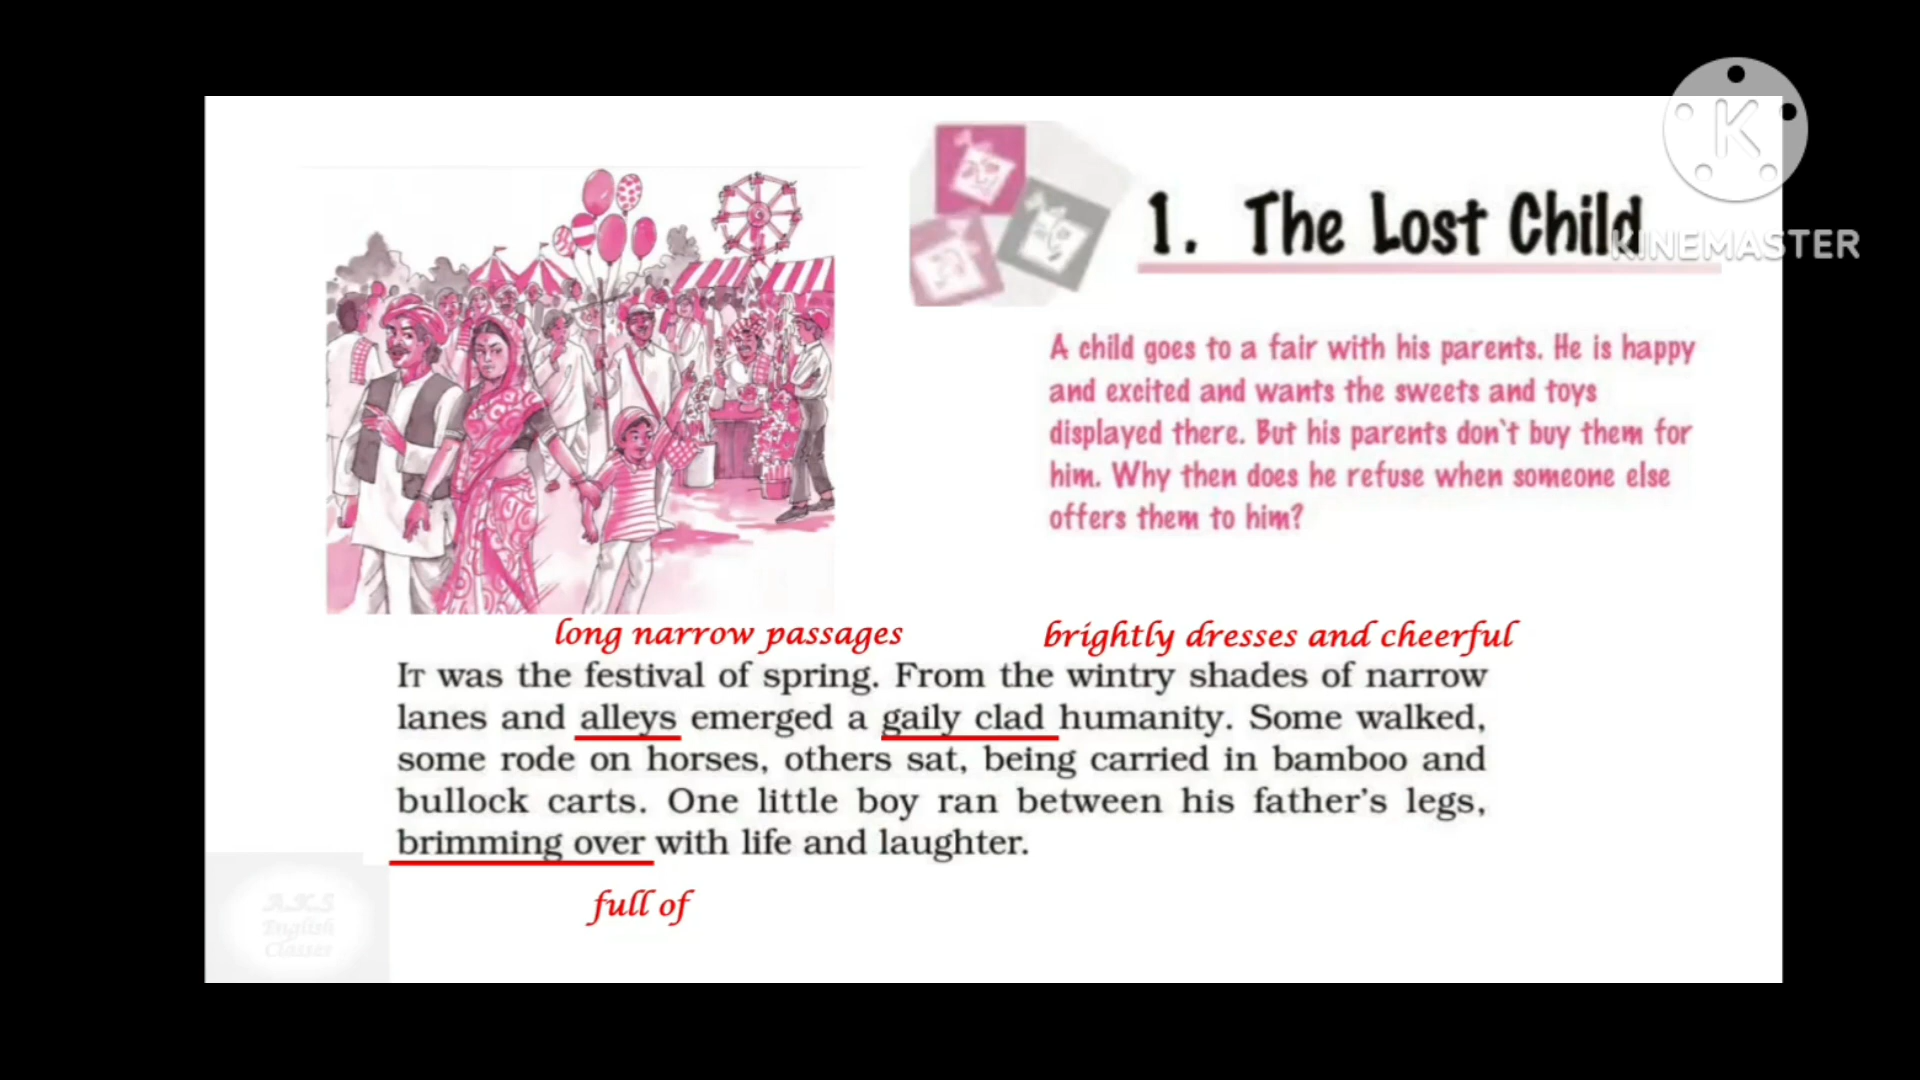 K
KINEMASTER
1. The Lost Child
A child goes to a fair with his parents. He is happy
and excited and wants the sweets and toys
displayed there. But his parents don't buy them for
him. Why then does he refuse when someone else
offers them to him?
long narrow passages
brightly dresses and cheerful
IT was the festival of spring. From the wintry shades of narrow
lanes and alleys emerged a gaily clad humanity. Some walked,
some rode on horses, others sat, being carried in bamboo and
bullock carts. One little boy ran between his father's legs,
brimming over with life and laughter.
full of
A.K.S
English
Classes